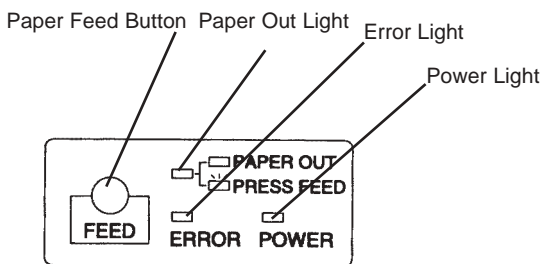 Paper Feed Button Paper Out Light
Error Light
Power Light
PAPER OUT
PRESS FEED
FEED
ERROR POWER